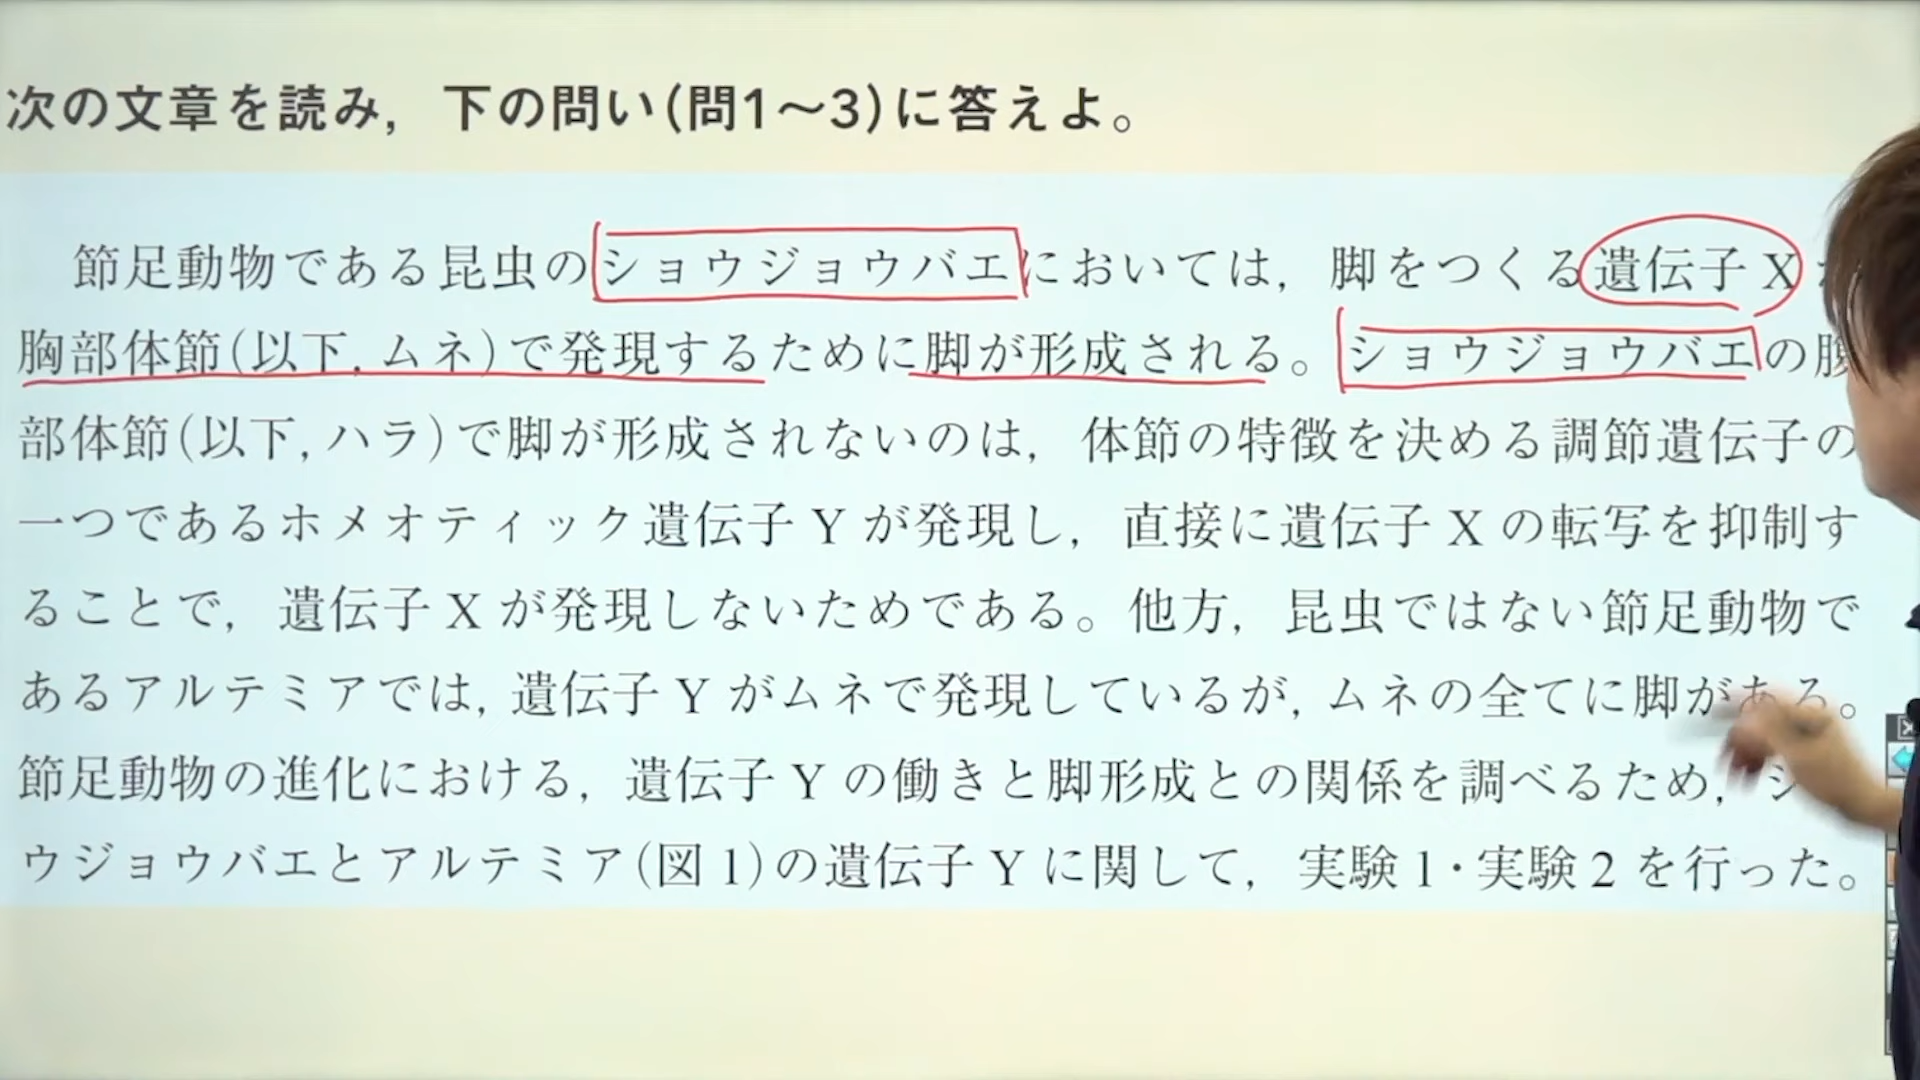 次の文章を読み，下の問い(問1〜3)に答えよ。
節足動物である昆虫のショウジョウバエにおいては，脚をつくる遺伝子 X
胸部体節(以下，ムネ)で発現するために脚が形成される。ショウジョウバエの腹
部体節(以下，ハラ)で脚が形成されないのは，体節の特徴を決める調節遺伝子の
一つであるホメオティック遺伝子 Y が発現し，直接に遺伝子 X の転写を抑制す
ることで，遺伝子 X が発現しないためである。他方，昆虫ではない節足動物で
あるアルテミアでは，遺伝子 Y がムネで発現しているが，ムネの全てに脚がある。
節足動物の進化における，遺伝子 Y の働きと脚形成との関係を調べるため，シ
ウジョウバエとアルテミア(図 1)の遺伝子 Y に関して，実験 1・実験 2 を行った。